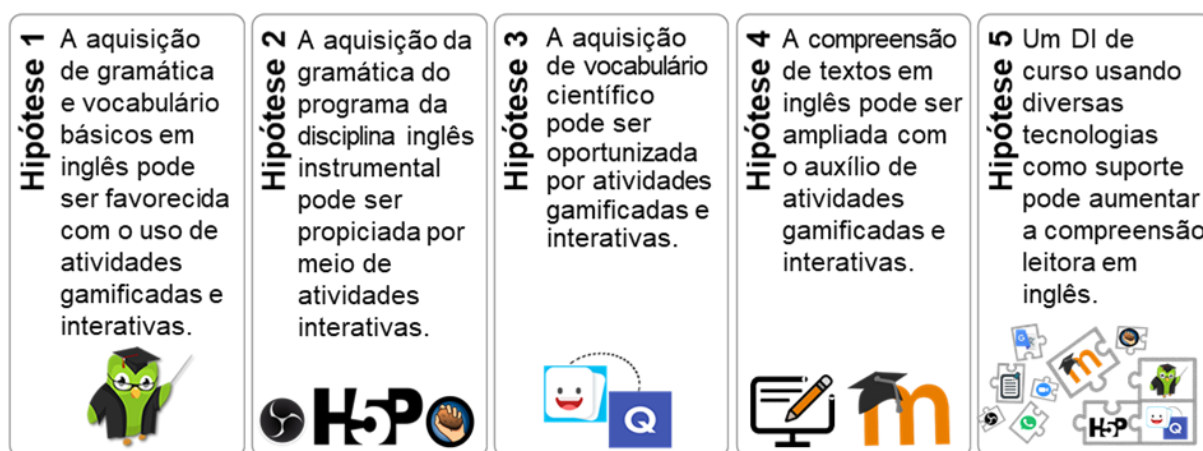 Hipótese 1
A aquisição
de gramática
e vocabulário
básicos em
inglês pode
ser favorecida
com o uso de
atividades
gamificadas e
interativas.
Hipótese 2
A aquisição da
gramática do
programa da
disciplina inglês
instrumental
pode ser
propiciada por
meio de
atividades
interativas.
H5P
Hipótese 3
A aquisição
de vocabulário
científico
pode ser
oportunizada
por atividades
gamificadas e
interativas.
Q
Hipótese 4
A compreensão
de textos em
inglês pode ser
ampliada com
o auxílio de
atividades
gamificadas e
interativas.
m
Hipótese 5
Um DI de
curso usando
diversas
tecnologias
como suporte
pode aumentar
a compreensão
leitora em
inglês.
m
H5P
Q